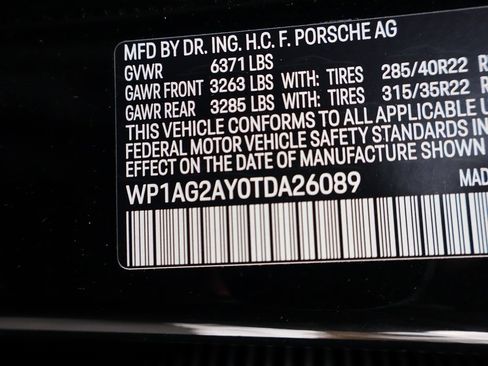 MFD BY DR. ING. H.C. F. PORSCHE AG
GVWR 6371 LBS
GAWR FRONT 3263 LBS WITH: TIRES 285/40R22
GAWR REAR 3285 LBS WITH: TIRES 315/35R22
THIS VEHICLE CONFORMS TO ALL APPLICABLE
FEDERAL MOTOR VEHICLE SAFETY STANDARDS IN
EFFECT ON THE DATE OF MANUFACTURE SHOWN
WP1AG2AY0TDA26089 MAD